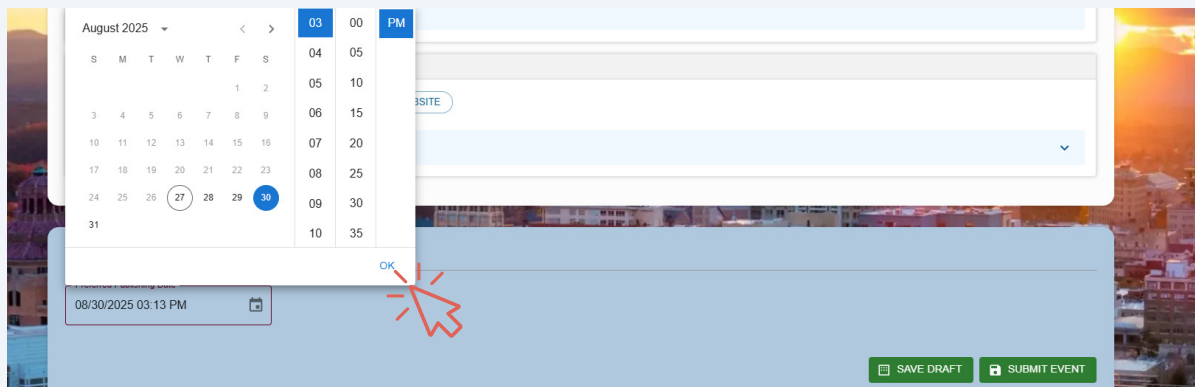 August 2025
03 00 PM
04 05
S M T W T F S
05 10
1 2
06 15
3 4 5 6 7 8 9
07 20
10 11 12 13 14 15 16
08 25
17 18 19 20 21 22 23
09 30
24 25 26 27 28 29 30
10 35
31
OK
Preferred Publishing Date
08/30/2025 03:13 PM
SAVE DRAFT
SUBMIT EVENT